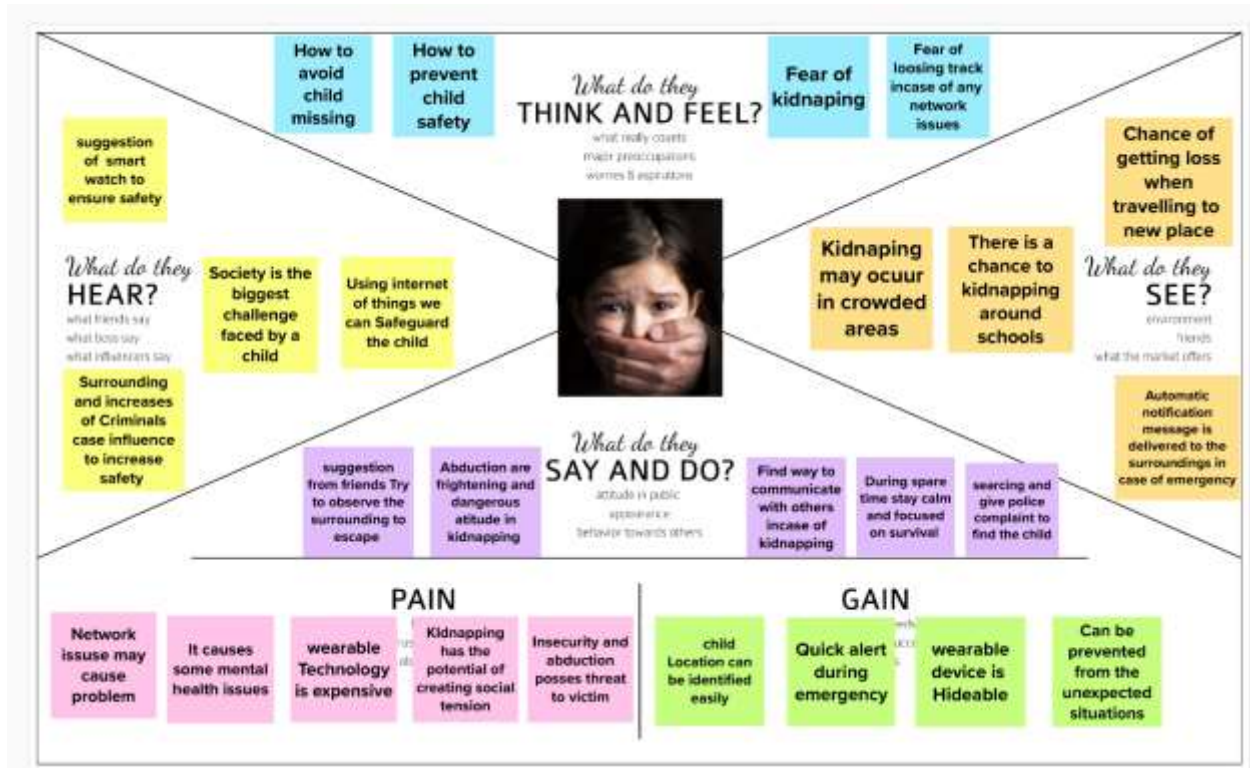 How to
avoid
child
missing
How to
prevent
child
safety
What do they
THINK AND FEEL?
what really counts
major preoccupations
worries & aspirations
Fear of
kidnaping
Fear of
loosing track
incase of any
network
issues
suggestion
of smart
watch to
ensure safety
What do they
HEAR?
what friends say
what boss say
what influencers say
Society is the
biggest
challenge
faced by a
child
Using internet
of things we
can Safeguard
the child
Surrounding
and increases
of Criminals
case influence
to increase
safety
Chance of
getting loss
when
travelling to
new place
Kidnaping
may ocuur
in crowded
areas
There is a
chance to
kidnapping
around
schools
What do they
SEE?
environment
friends
what the market offers
Automatic
notification
message is
delivered to the
surroundings in
case of emergency
suggestion
from friends Try
to observe the
surrounding to
escape
Abduction are
frightening and
dangerous
atitude in
kidnapping
What do they
SAY AND DO?
attitude in public
appearance
behavior towards others
Find way to
communicate
with others
incase of
kidnapping
During spare
time stay calm
and focused
on survival
searcing and
give police
complaint to
find the child
PAIN
Network
issuse may
cause
problem
It causes
some mental
health issues
wearable
Technology
is expensive
Kidnapping
has the
potential of
creating social
tension
Insecurity and
abduction
posses threat
to victim
GAIN
child
Location can
be identified
easily
Quick alert
during
emergency
wearable
device is
Hideable
Can be
prevented
from the
unexpected
situations